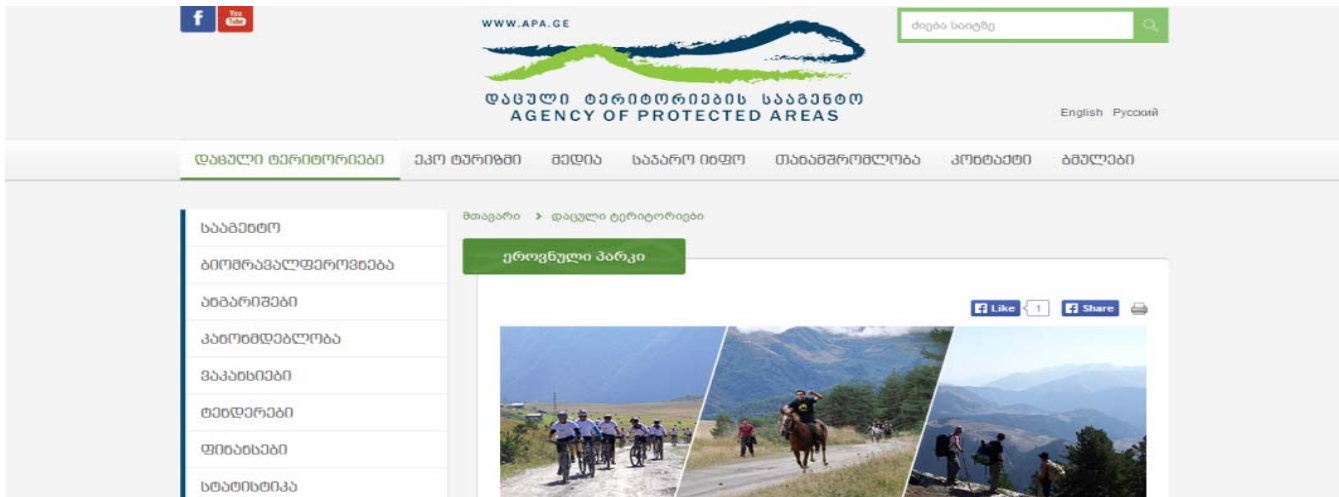 f You Tube
WWW.APA.GE
ძიება საიტზე
დაცული ტერიტორიების სააგენტო
AGENCY OF PROTECTED AREAS
English Русский
დაცული ტერიტორიები ეკო ტურიზმი მედია საჯარო ინფო თანამშრომლობა კონტაქტი ბმულები
მთავარი > დაცული ტერიტორიები
სააგენტო
ბიომრავალფეროვნება
ანგარიშები
კანონმდებლობა
ვაკანსიები
ტენდერები
ფინანსები
სტატისტიკა
ეროვნული პარკი
f Like 1 f Share